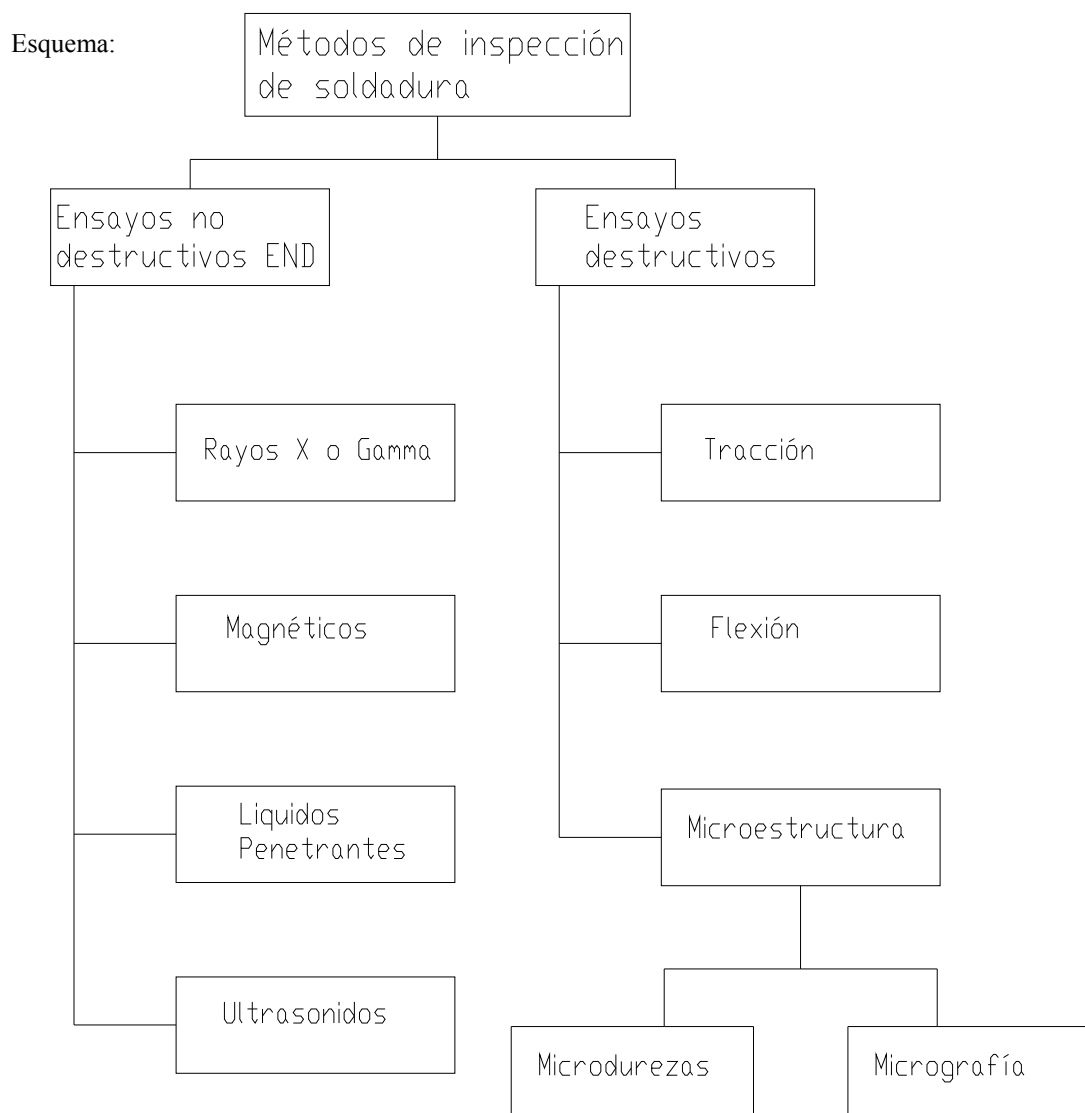 Esquema:
Métodos de inspección
de soldadura
Ensayos no
destructivos END
Ensayos
destructivos
Rayos X o Gamma
Tracción
Magnéticos
Flexión
Liquidos
Penetrantes
Microestructura
Ultrasonidos
Microdurezas
Micrografía